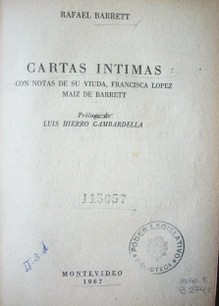 RAFAEL BARRETT
CARTAS INTIMAS
CON NOTAS DE SU VIUDA, FRANCISCA LOPEZ
MAIZ DE BARRETT
Prólogo de
LUIS HIERRO GAMBARDELLA
PODER LEGISLATIVO
BIBLIOTECA
MONTEVIDEO
1967